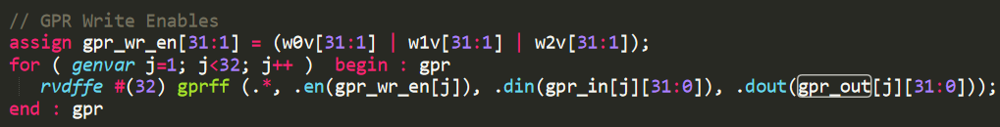 // GPR Write Enables
assign gpr_wr_en[31:1] = (w0v[31:1] | w1v[31:1] | w2v[31:1]);
for ( genvar j=1; j<32; j++ )  begin : gpr
   rvdffe #(32) gprff (.*, .en(gpr_wr_en[j]), .din(gpr_in[j][31:0]), .dout(gpr_out[j][31:0]));
end : gpr